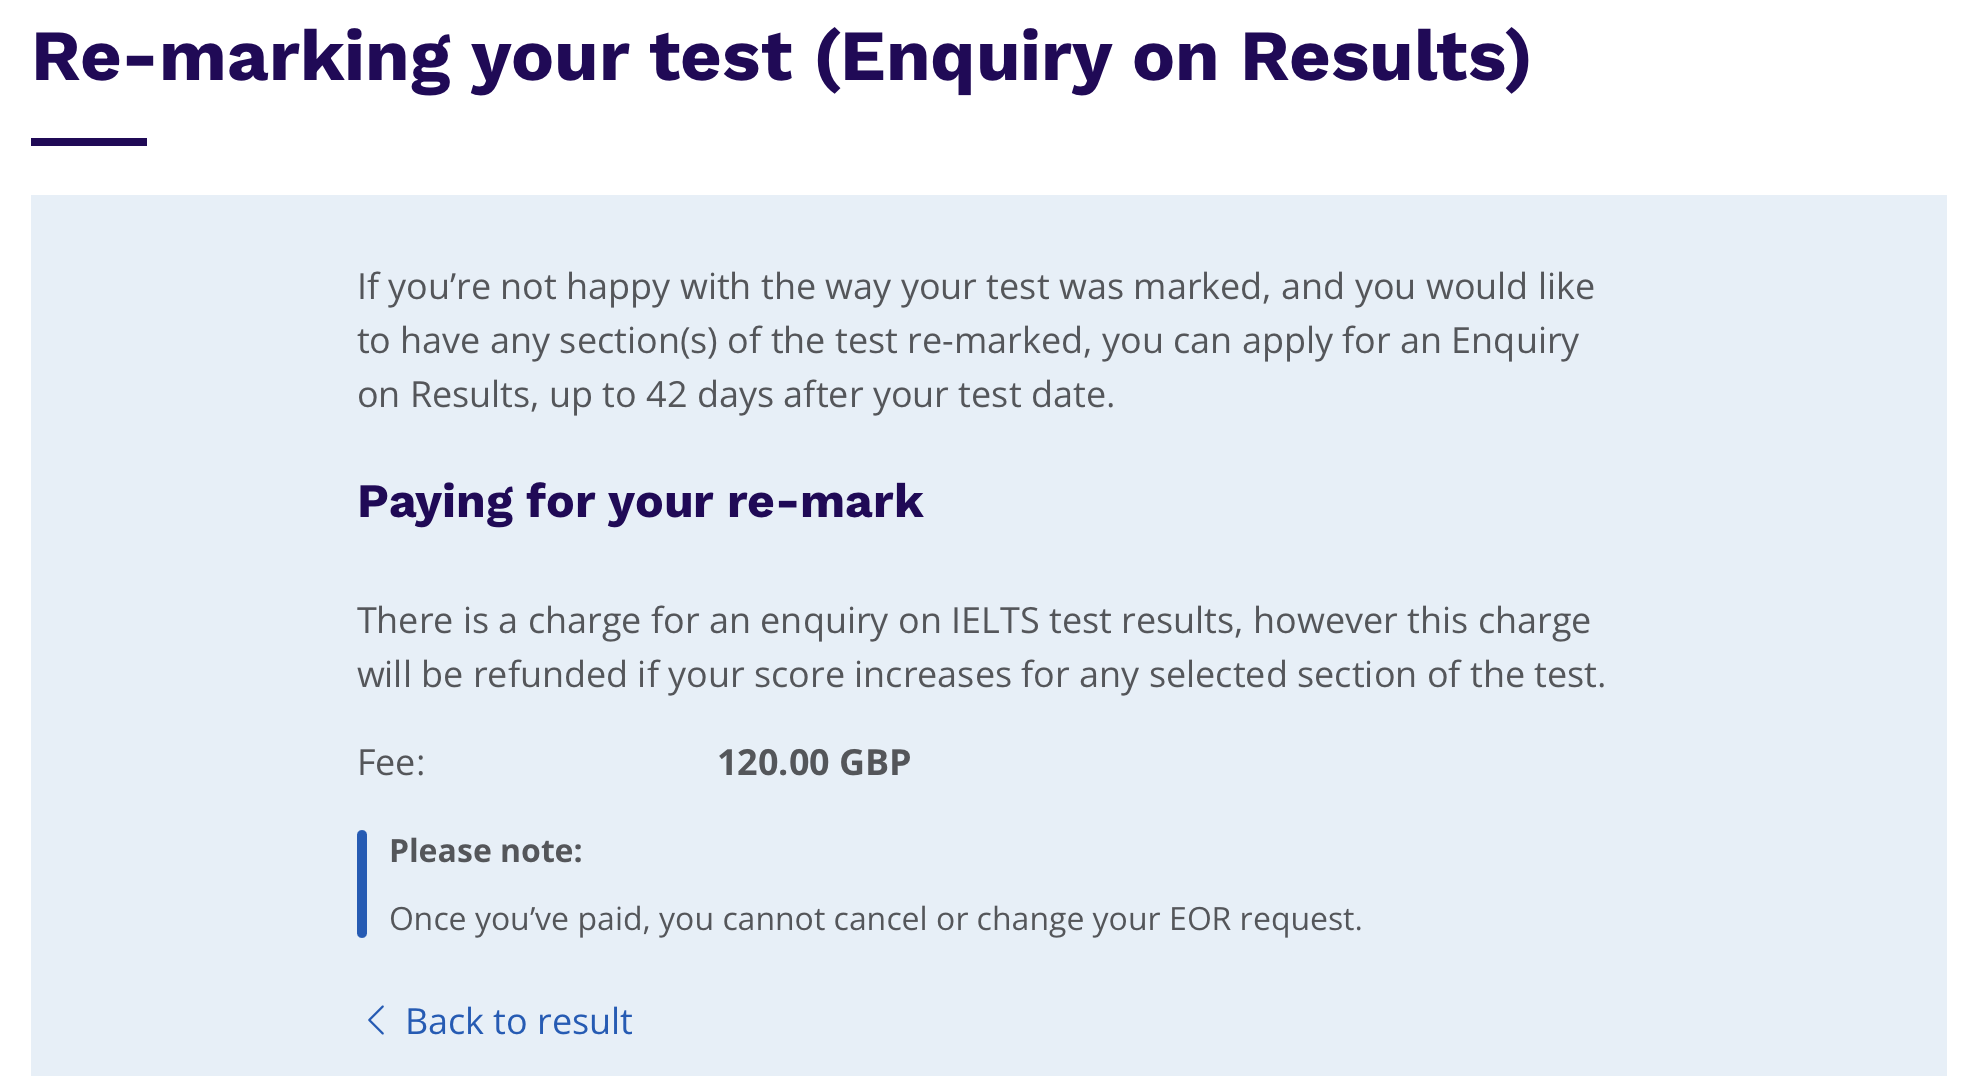 Re-marking your test (Enquiry on Results)
If you’re not happy with the way your test was marked, and you would like
to have any section(s) of the test re-marked, you can apply for an Enquiry
on Results, up to 42 days after your test date.
Paying for your re-mark
There is a charge for an enquiry on IELTS test results, however this charge
will be refunded if your score increases for any selected section of the test.
Fee: 120.00 GBP
Please note:
Once you’ve paid, you cannot cancel or change your EOR request.
Back to result